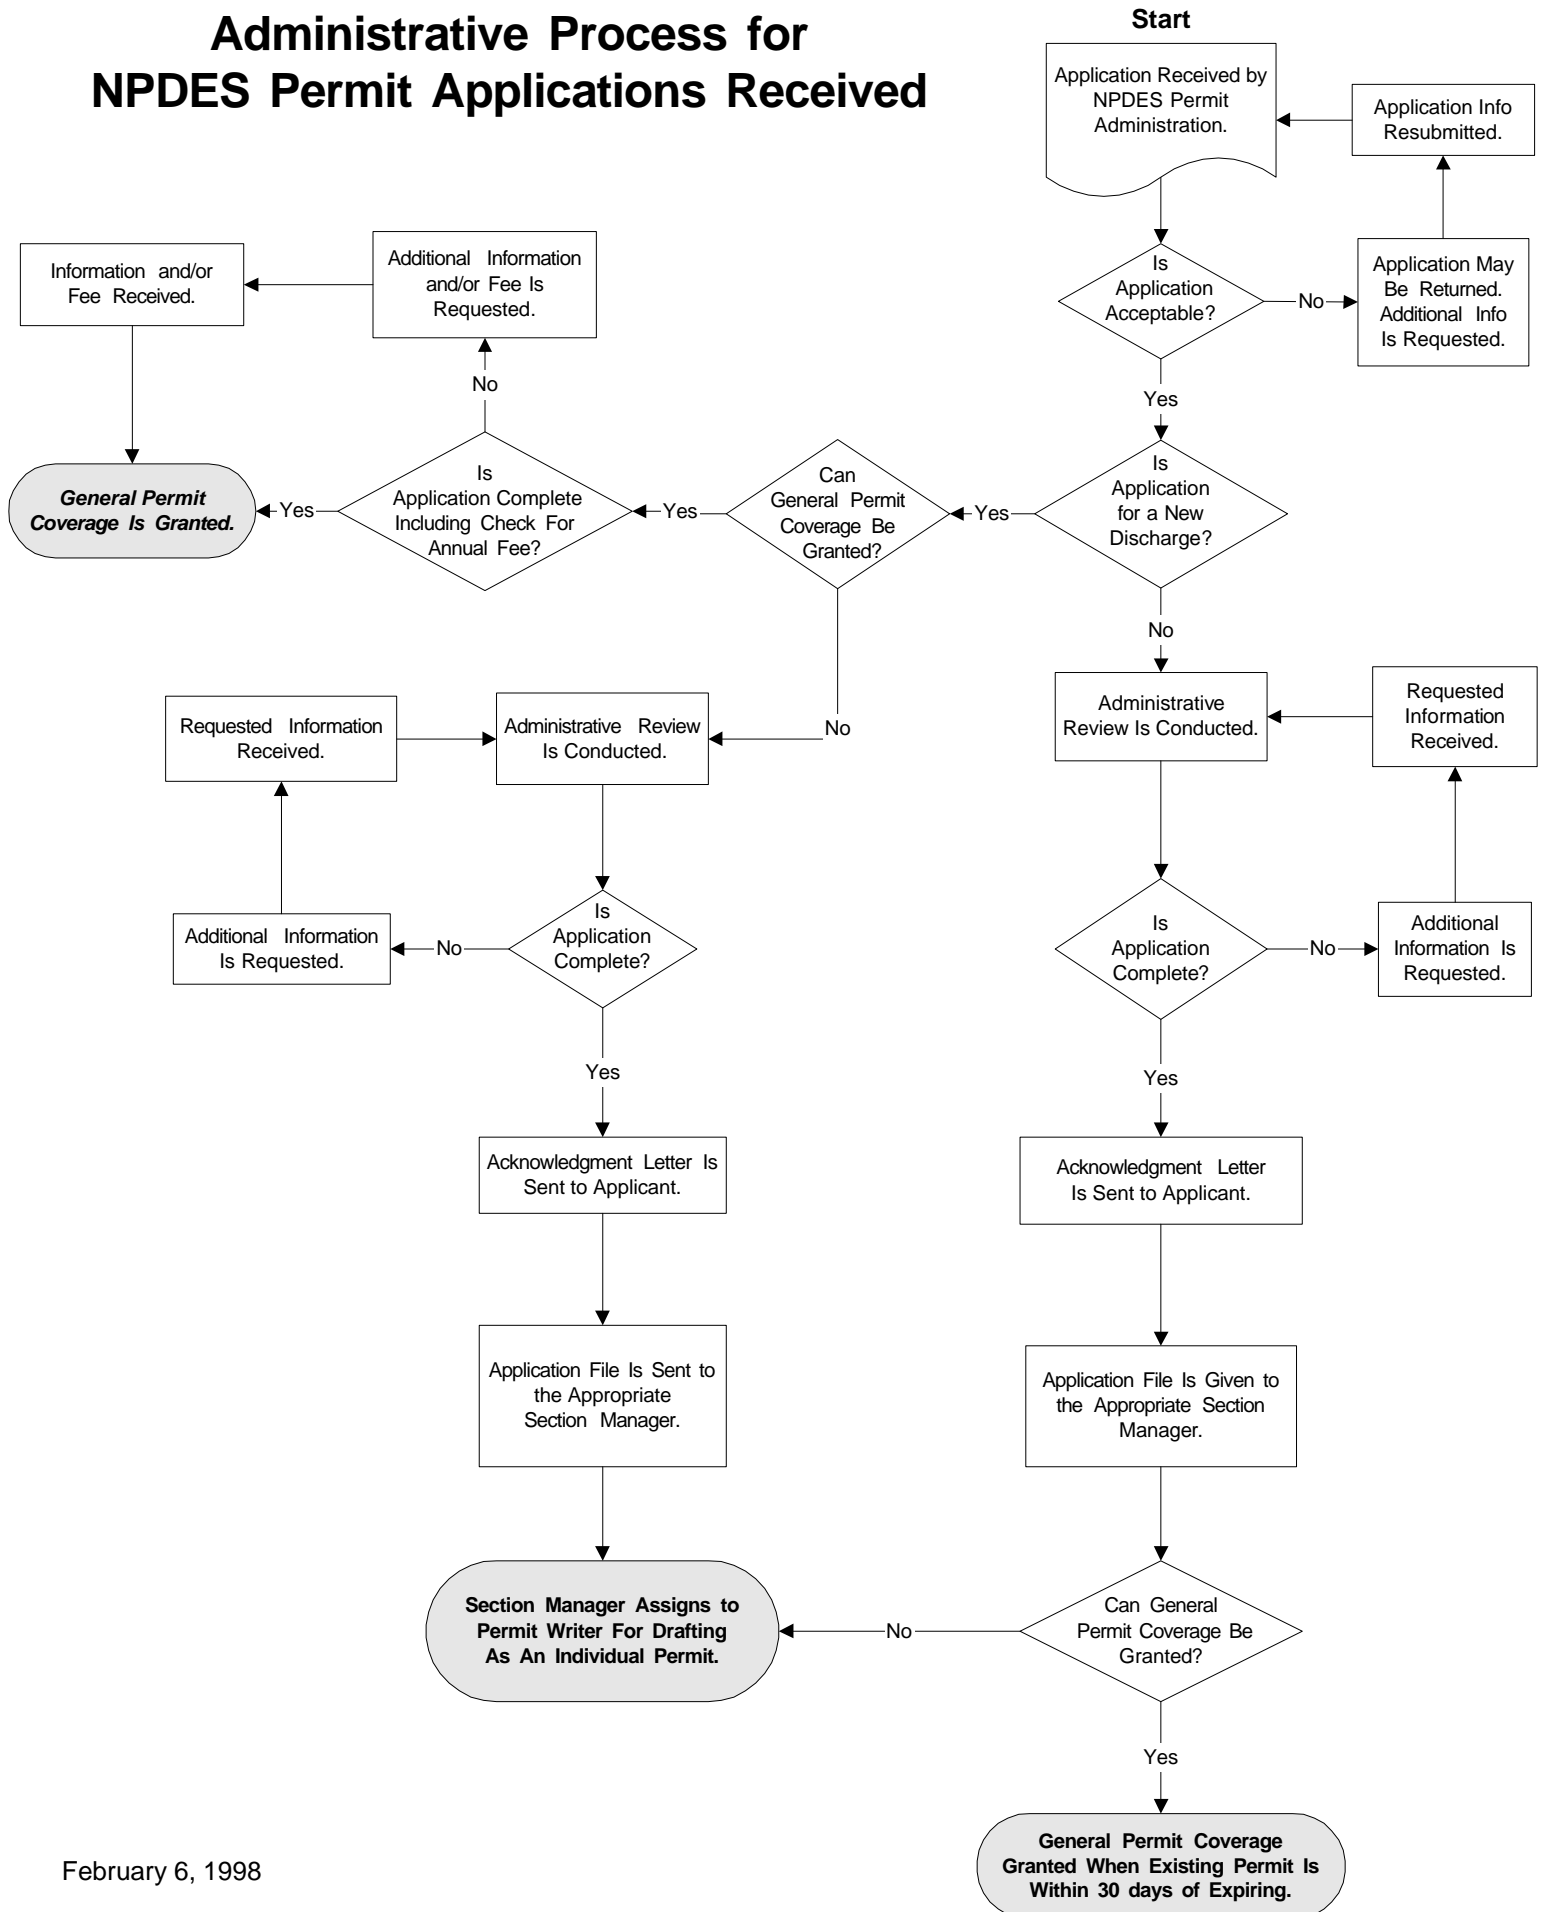 Administrative Process for
NPDES Permit Applications Received
Start
Application Received by
NPDES Permit
Administration.
Application Info
Resubmitted.
Is
Application
Acceptable?
No
Application May
Be Returned.
Additional Info
Is Requested.
Yes
Is
Application
for a New
Discharge?
Yes
Can
General Permit
Coverage Be
Granted?
Yes
Is
Application Complete
Including Check For
Annual Fee?
No
Additional Information
and/or Fee Is
Requested.
Information and/or
Fee Received.
Yes
General Permit
Coverage Is Granted.
No
Administrative Review
Is Conducted.
Requested Information
Received.
Is
Application
Complete?
No
Additional Information
Is Requested.
Yes
Acknowledgment Letter Is
Sent to Applicant.
Application File Is Sent to
the Appropriate
Section Manager.
Section Manager Assigns to
Permit Writer For Drafting
As An Individual Permit.
No
Administrative
Review Is Conducted.
Requested
Information
Received.
Is
Application
Complete?
No
Additional
Information Is
Requested.
Yes
Acknowledgment Letter
Is Sent to Applicant.
Application File Is Given to
the Appropriate Section
Manager.
Can General
Permit Coverage Be
Granted?
No
Yes
General Permit Coverage
Granted When Existing Permit Is
Within 30 days of Expiring.
February 6, 1998